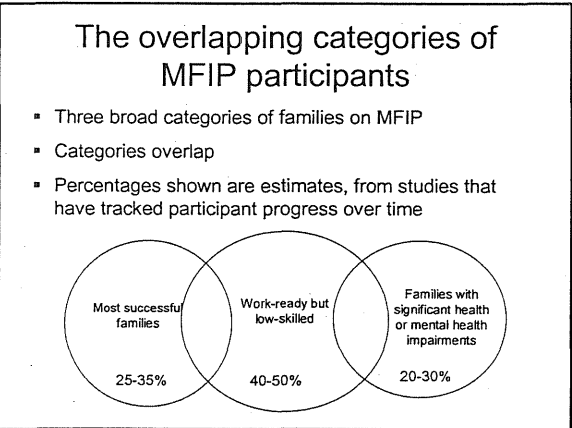 The overlapping categories of
MFIP participants
▪ Three broad categories of families on MFIP
▪ Categories overlap
▪ Percentages shown are estimates, from studies that
have tracked participant progress over time
Most successful
families
25-35%
Work-ready but
low-skilled
40-50%
Families with
significant health
or mental health
impairments
20-30%